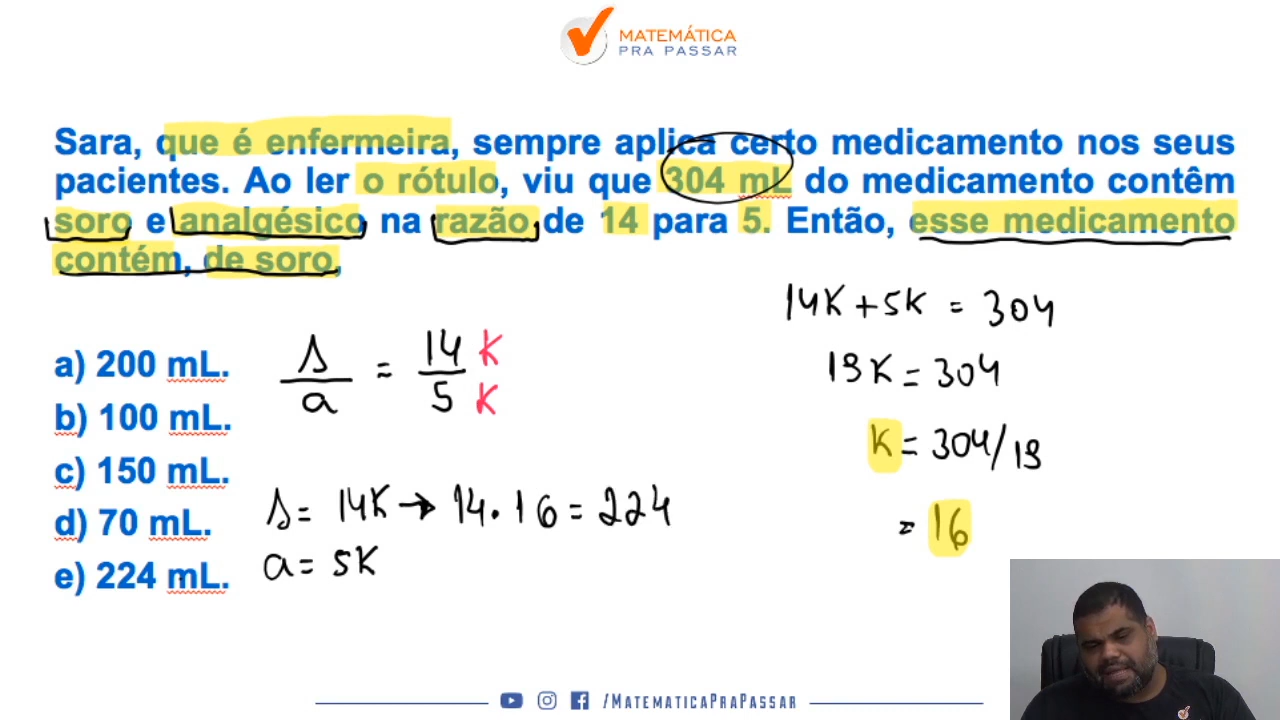 MATEMÁTICA
PRA PASSAR
Sara, que é enfermeira, sempre aplica certo medicamento nos seus
pacientes. Ao ler o rótulo, viu que 304 mL do medicamento contêm
soro e analgésico na razão de 14 para 5. Então, esse medicamento
contém, de soro,
a) 200 mL.
b) 100 mL.
c) 150 mL.
d) 70 mL.
e) 224 mL.
s/a = 14K/5K
s = 14K → 14 . 16 = 224
a = 5K
14K + 5K = 304
19K = 304
K = 304/19
= 16
/MATEMATICAPRAPASSAR